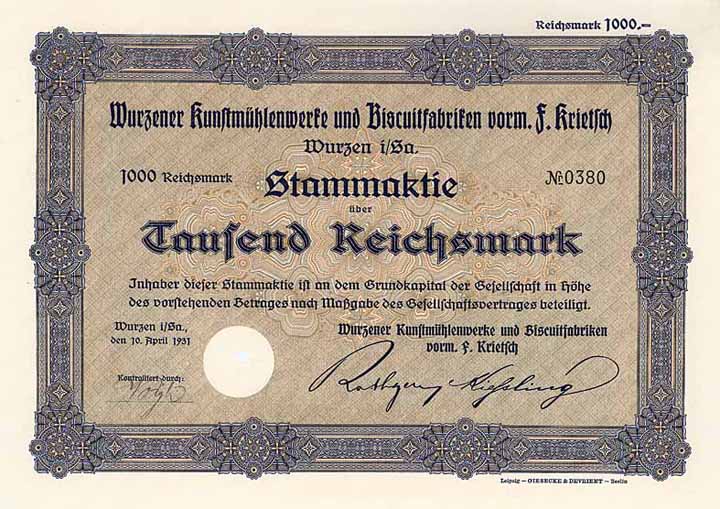 Reichsmark 1000.-
Wurzener Kunstmühlenwerke und Biscuitfabriken vorm. F. Krietsch
Wurzen i/Sa.
1000 Reichsmark Stammaktie № 0380
über
Tausend Reichsmark
Inhaber dieser Stammaktie ist an dem Grundkapital der Gesellschaft in Höhe
des vorstehenden Betrages nach Maßgabe des Gesellschaftsvertrages beteiligt.
Wurzen i/Sa.,
den 10. April 1931
Wurzener Kunstmühlenwerke und Biscuitfabriken
vorm. F. Krietsch
Kontrolliert durch:
Kießling
Leipzig — GIESECKE & DEVRIENT — Berlin